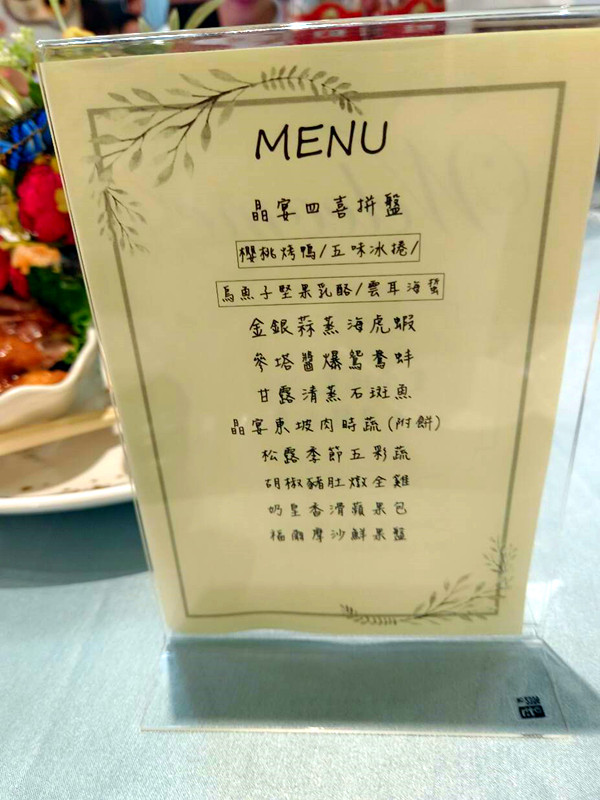 MENU
晶宴四喜拼盤
櫻桃烤鴨/五味冰捲/
烏魚子堅果乳酪/雲耳海蜇
金銀蒜蒸海虎蝦
麥塔醬爆鴛鴦蚌
甘露清蒸石斑魚
晶宴東坡肉時蔬(附餅)
松露季節五彩蔬
胡椒豬肚燉全雞
奶皇香滑蘋果包
福爾摩沙鮮果盤